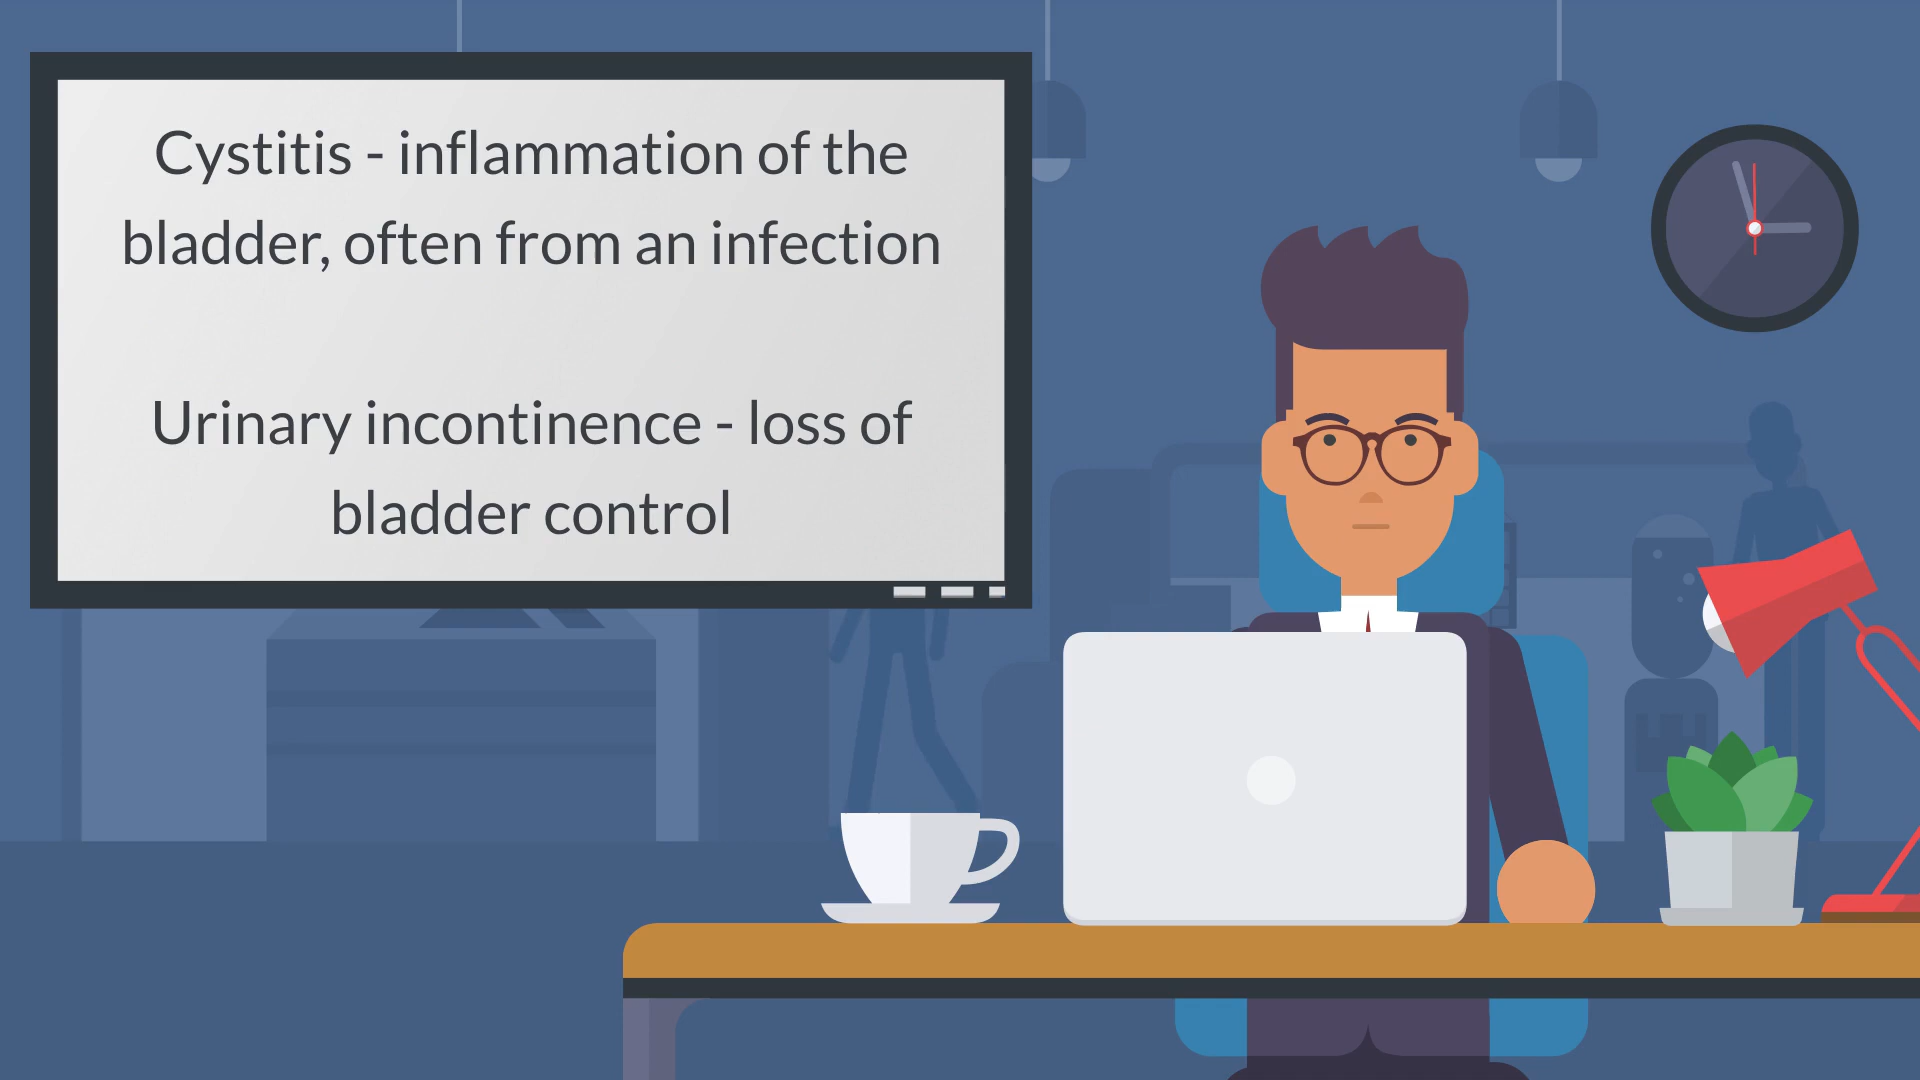 Cystitis - inflammation of the
bladder, often from an infection
Urinary incontinence - loss of
bladder control